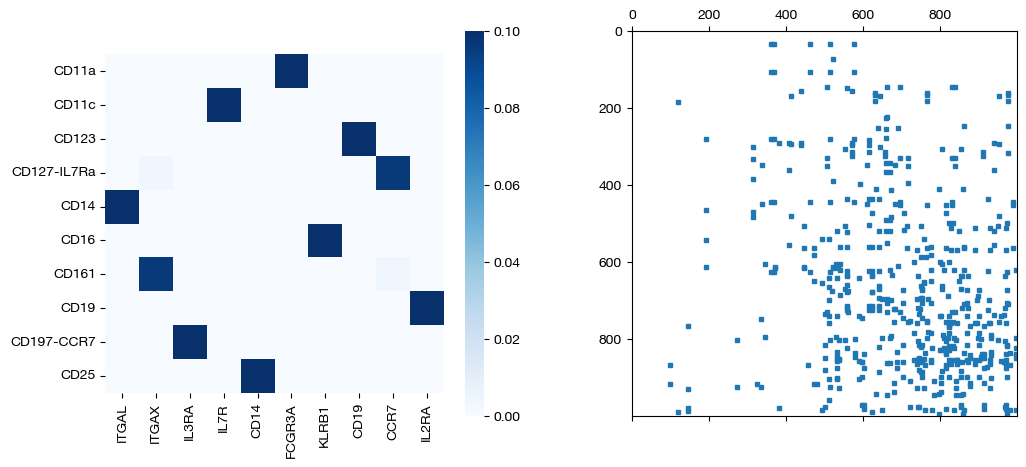 CD11a
CD11c
CD123
CD127-IL7Ra
CD14
CD16
CD161
CD19
CD197-CCR7
CD25
ITGAL
ITGAX
IL3RA
IL7R
CD14
FCGR3A
KLRB1
CD19
CCR7
IL2RA
0.10
0.08
0.06
0.04
0.02
0.00
0 200 400 600 800
0
200
400
600
800